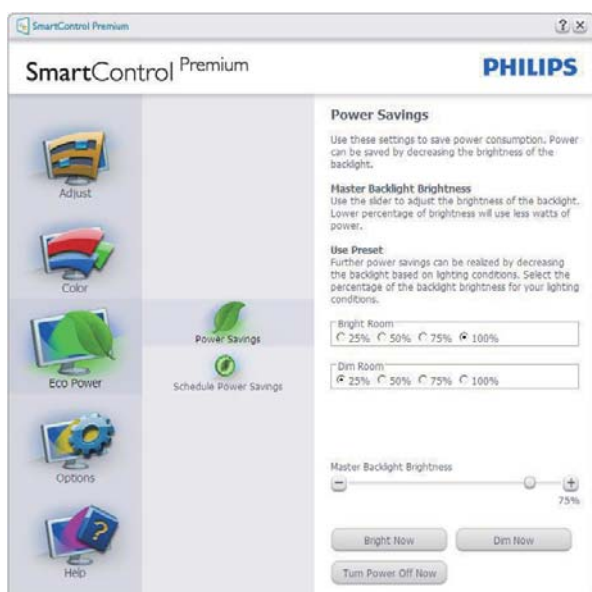 SmartControl Premium
SmartControl Premium
PHILIPS
Adjust
Color
Eco Power
Options
Help
Power Savings
Schedule Power Savings
Power Savings
Use these settings to save power consumption. Power
can be saved by decreasing the brightness of the
backlight.
Master Backlight Brightness
Use the slider to adjust the brightness of the backlight.
Lower percentage of brightness will use less watts of
power.
Use Preset
Further power savings can be realized by decreasing
the backlight based on lighting conditions. Select the
percentage of the backlight brightness for your lighting
conditions.
Bright Room
25% 50% 75% 100%
Dim Room
25% 50% 75% 100%
Master Backlight Brightness
75%
Bright Now Dim Now
Turn Power Off Now